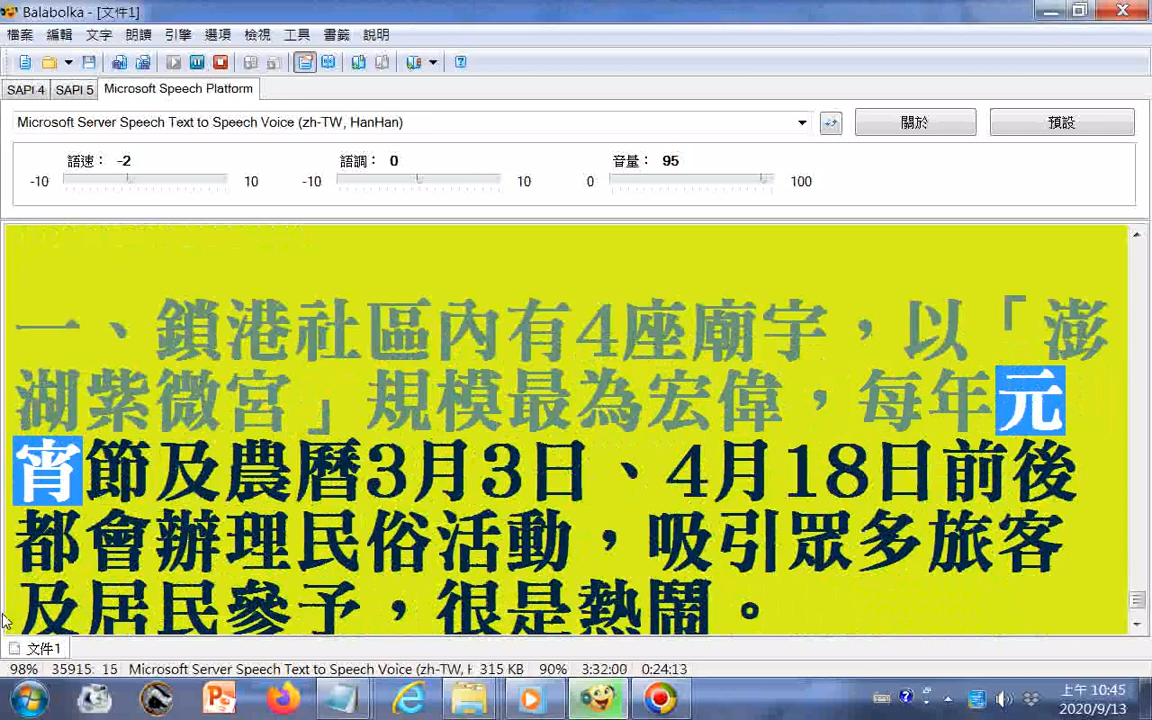 Balabolka - [文件1]
檔案 編輯 文字 朗讀 引擎 選項 檢視 工具 書籤 說明
SAPI 4 SAPI 5 Microsoft Speech Platform
Microsoft Server Speech Text to Speech Voice (zh-TW, HanHan) 關於 預設
語速： -2 語調： 0 音量： 95
-10 10 -10 10 0 100
一、鎖港社區內有4座廟宇，以「澎
湖紫微宮」規模最為宏偉，每年元
宵節及農曆3月3日、4月18日前後
都會辦理民俗活動，吸引眾多旅客
及居民參予，很是熱鬧。
文件1
98% 35915: 15 Microsoft Server Speech Text to Speech Voice (zh-TW, H 315 KB 90% 3:32:00 0:24:13
上午 10:45
2020/9/13